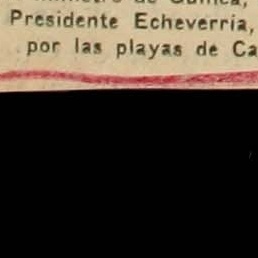 Presidente Echeverría,
por las playas de Ca